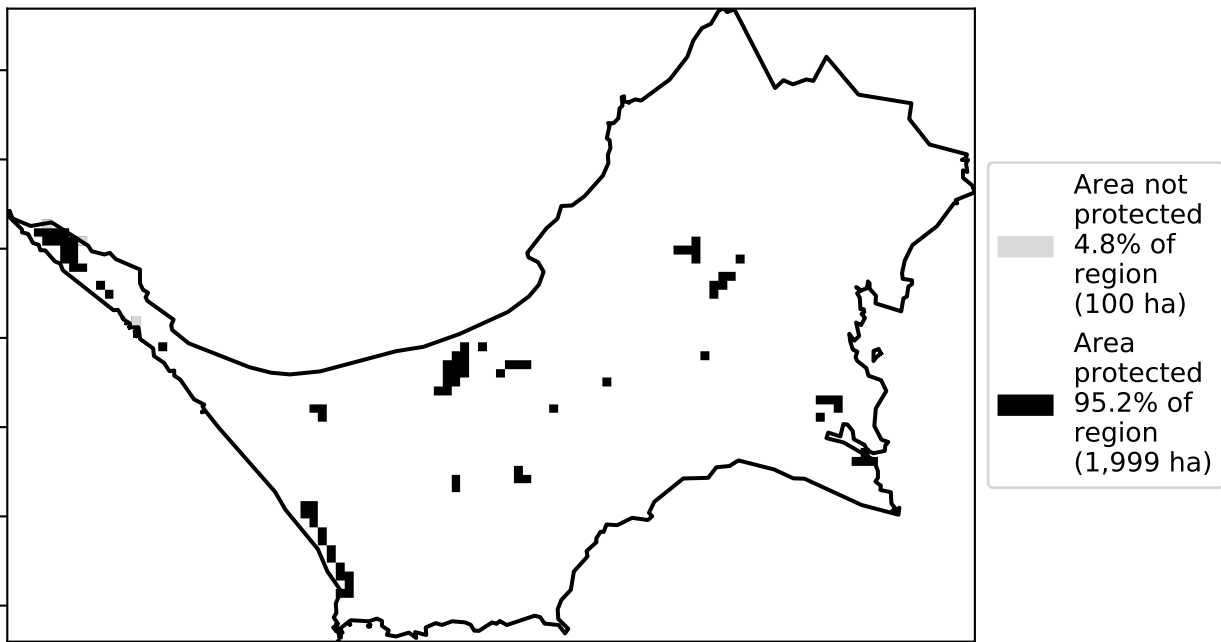 Area not
protected
4.8% of
region
(100 ha)
Area
protected
95.2% of
region
(1,999 ha)